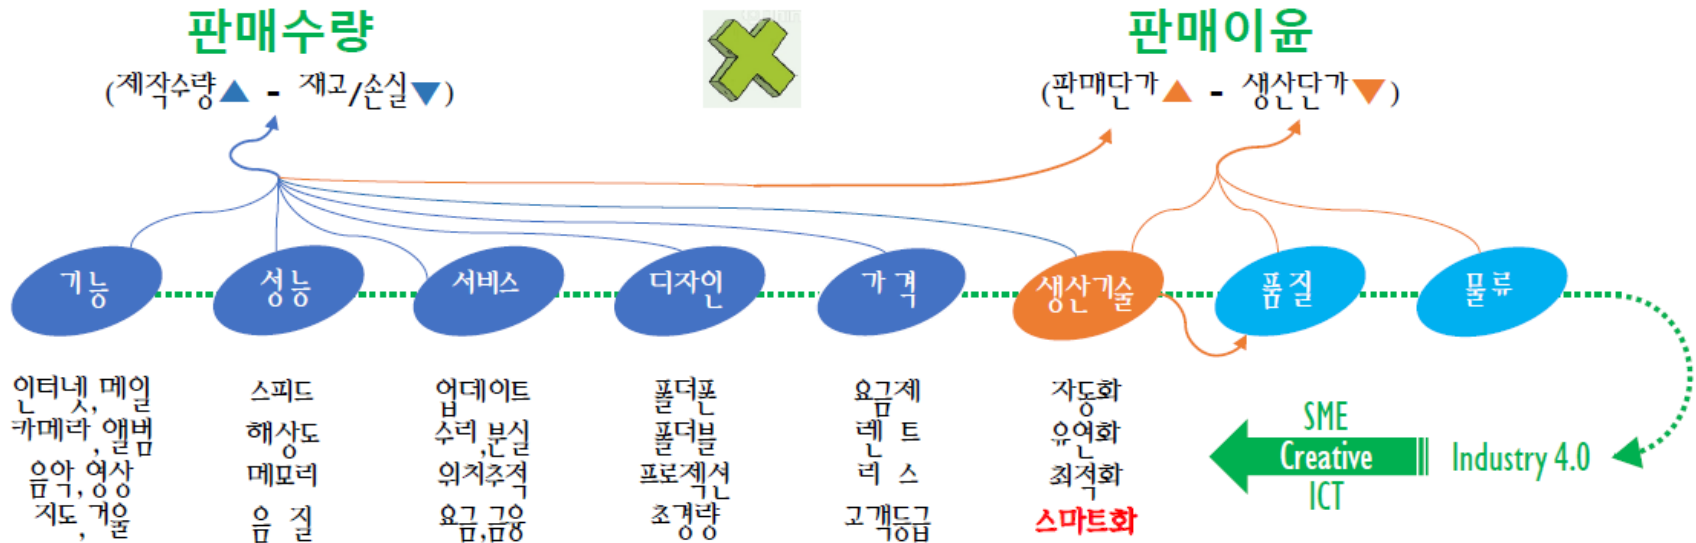 판매수량
판매이윤
(제작수량▲ - 재고/손실▼)
(판매단가▲ - 생산단가▼)
기능
성능
서비스
디자인
가격
생산기술
품질
물류
인터넷, 메일
카메라, 앨범
음악, 영상
지도, 거울
스피드
해상도
메모리
음 질
업데이트
수리,분실
위치추적
요금,금융
폴더폰
폴더블
프로젝션
초경량
요금제
렌 트
리 스
고객등급
자동화
유연화
최적화
스마트화
SME
Creative
ICT
Industry 4.0